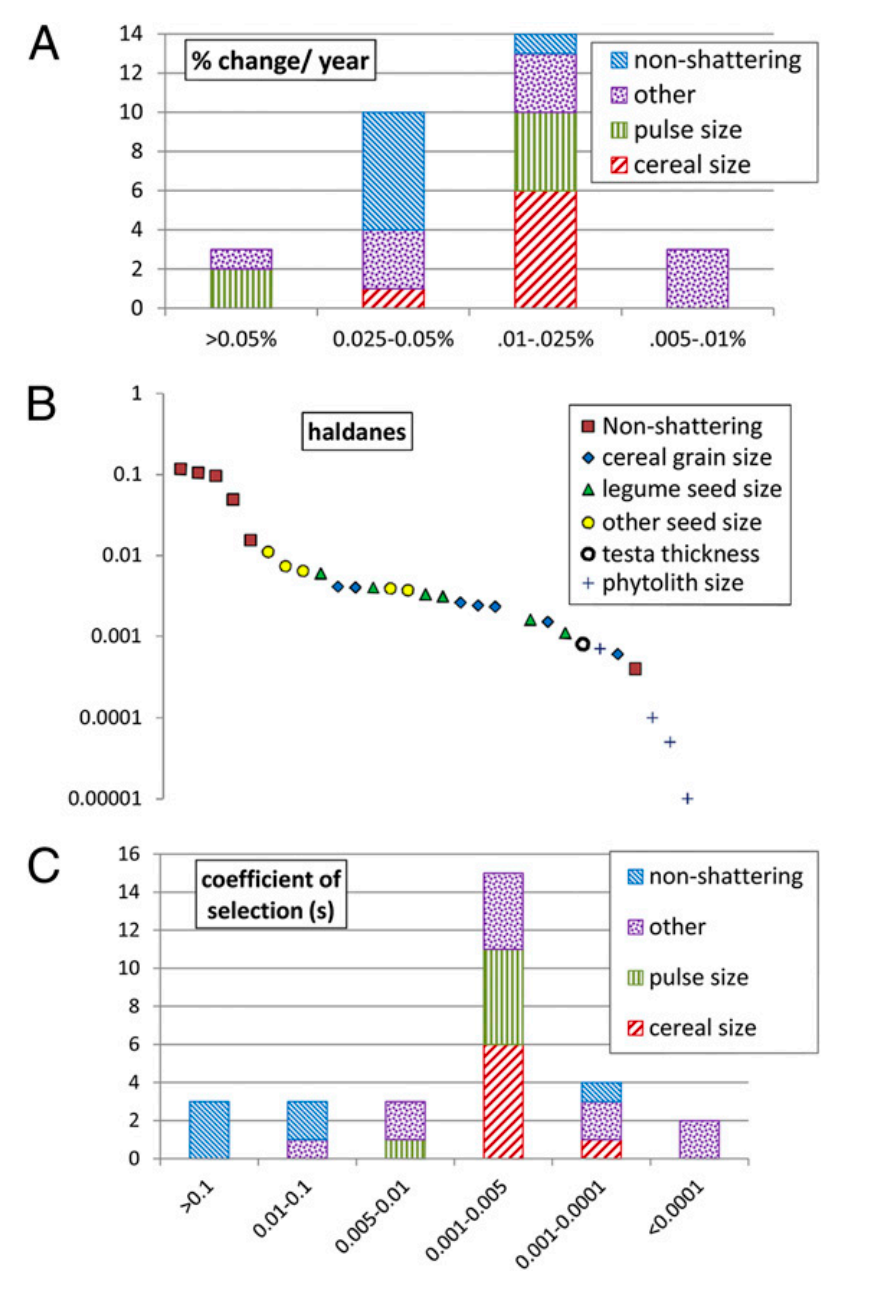 A
% change/ year
14
12
10
8
6
4
2
0
non-shattering
other
pulse size
cereal size
>0.05%
0.025-0.05%
.01-.025%
.005-.01%
B
haldanes
1
0.1
0.01
0.001
0.0001
0.00001
Non-shattering
cereal grain size
legume seed size
other seed size
testa thickness
phytolith size
C
coefficient of
selection (s)
16
14
12
10
8
6
4
2
0
non-shattering
other
pulse size
cereal size
>0.1
0.01-0.1
0.005-0.01
0.001-0.005
0.001-0.0001
<0.0001